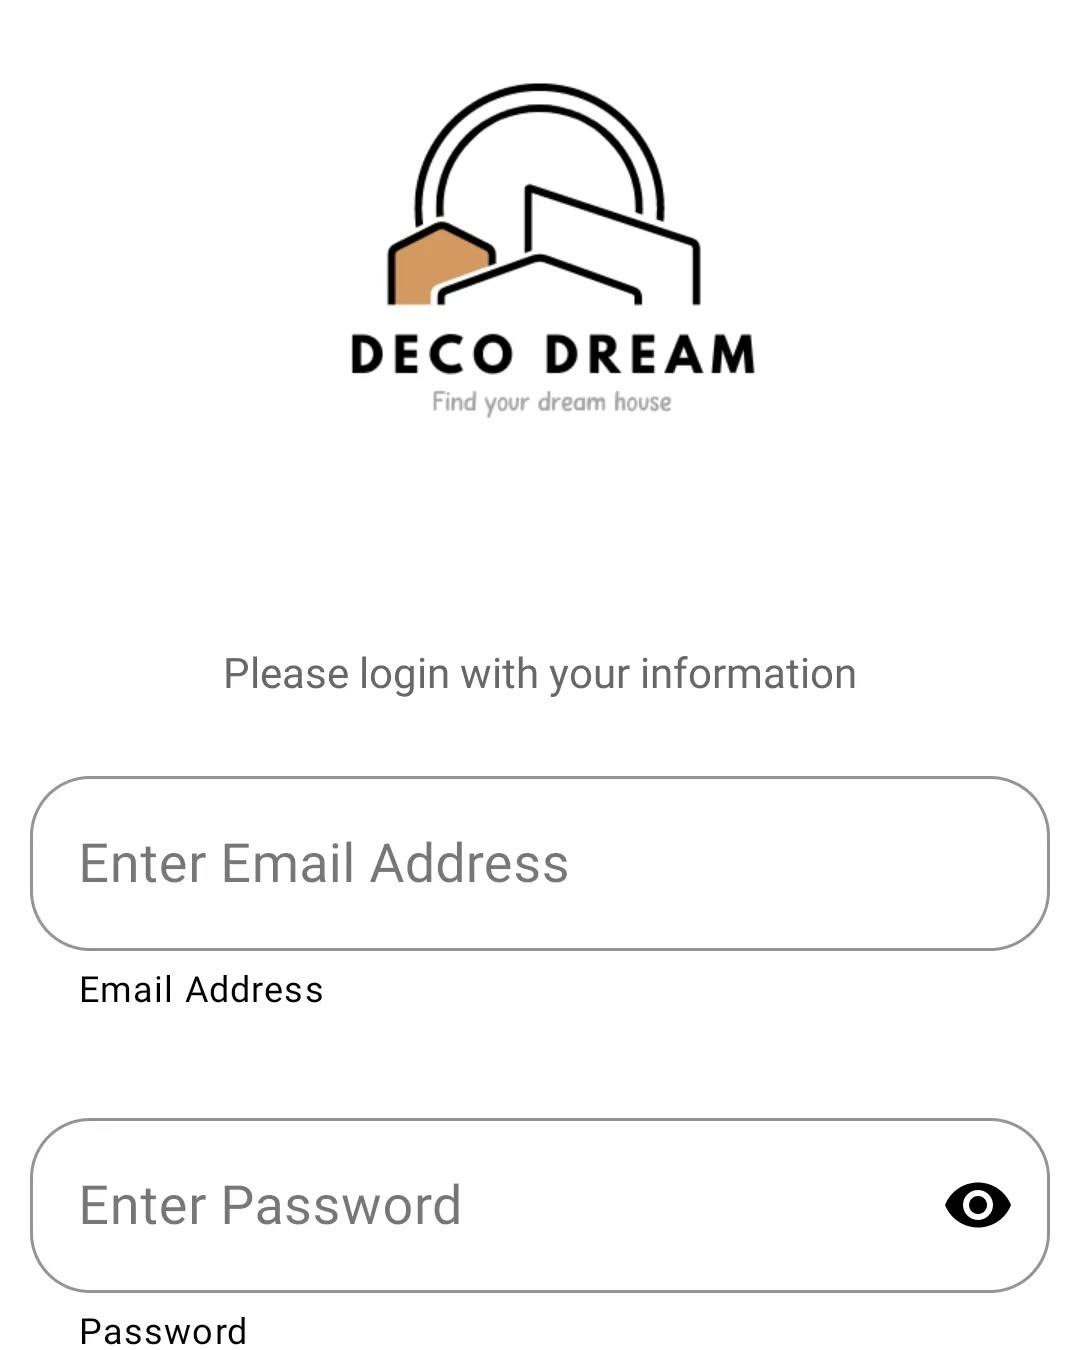 DECO DREAM
Find your dream house
Please login with your information
Enter Email Address
Email Address
Enter Password
Password